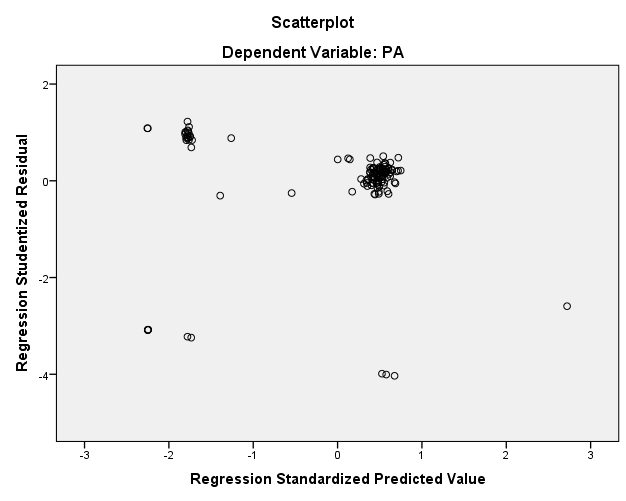 Scatterplot
Dependent Variable: PA
Regression Studentized Residual
2
0
-2
-4
-3
-2
-1
0
1
2
3
Regression Standardized Predicted Value